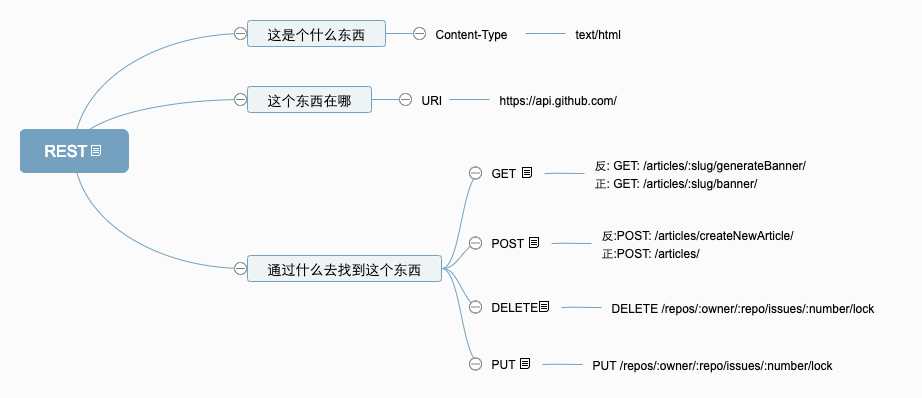 REST
这是个什么东西
Content-Type
text/html
这个东西在哪
URI
https://api.github.com/
通过什么去找到这个东西
GET
反: GET: /articles/:slug/generateBanner/
正: GET: /articles/:slug/banner/
POST
反:POST: /articles/createNewArticle/
正:POST: /articles/
DELETE
DELETE /repos/:owner/:repo/issues/:number/lock
PUT
PUT /repos/:owner/:repo/issues/:number/lock